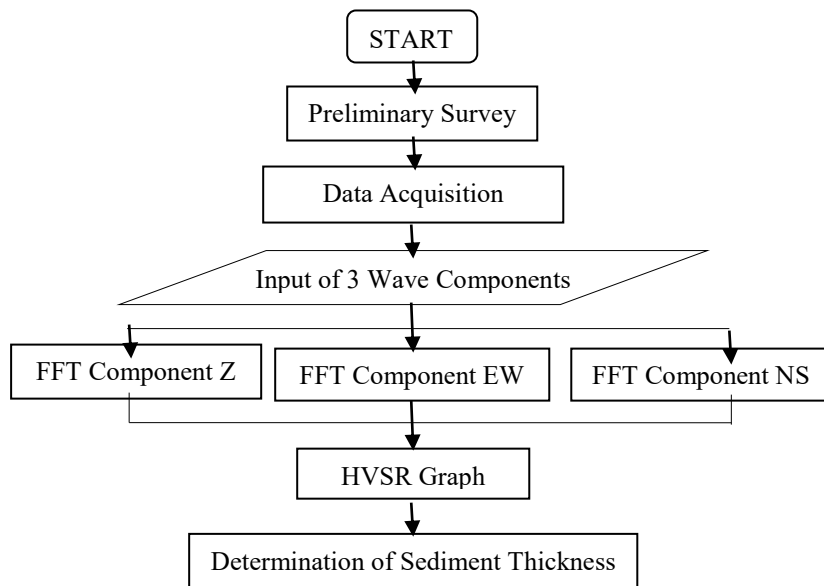 START
Preliminary Survey
Data Acquisition
Input of 3 Wave Components
FFT Component Z
FFT Component EW
FFT Component NS
HVSR Graph
Determination of Sediment Thickness